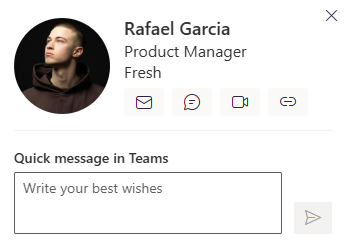 Rafael Garcia
Product Manager
Fresh
Quick message in Teams
Write your best wishes